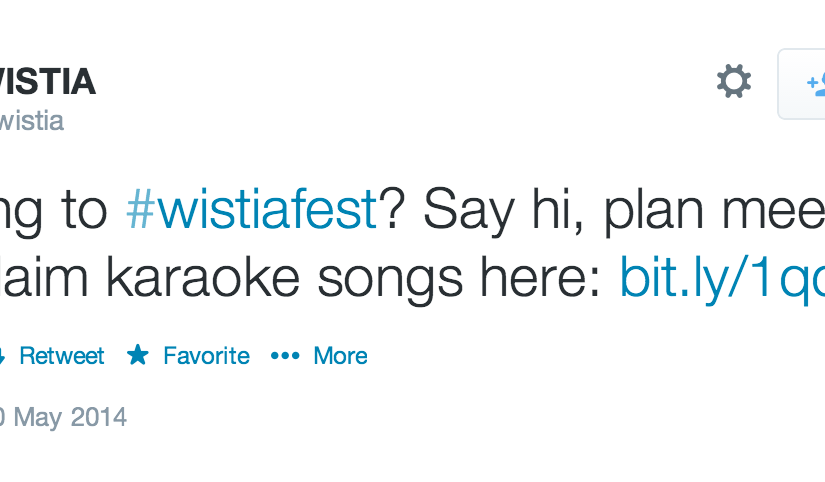 WISTIA
wistia
ng to #wistiafest? Say hi, plan mee
laim karaoke songs here: bit.ly/1q
Retweet Favorite More
0 May 2014